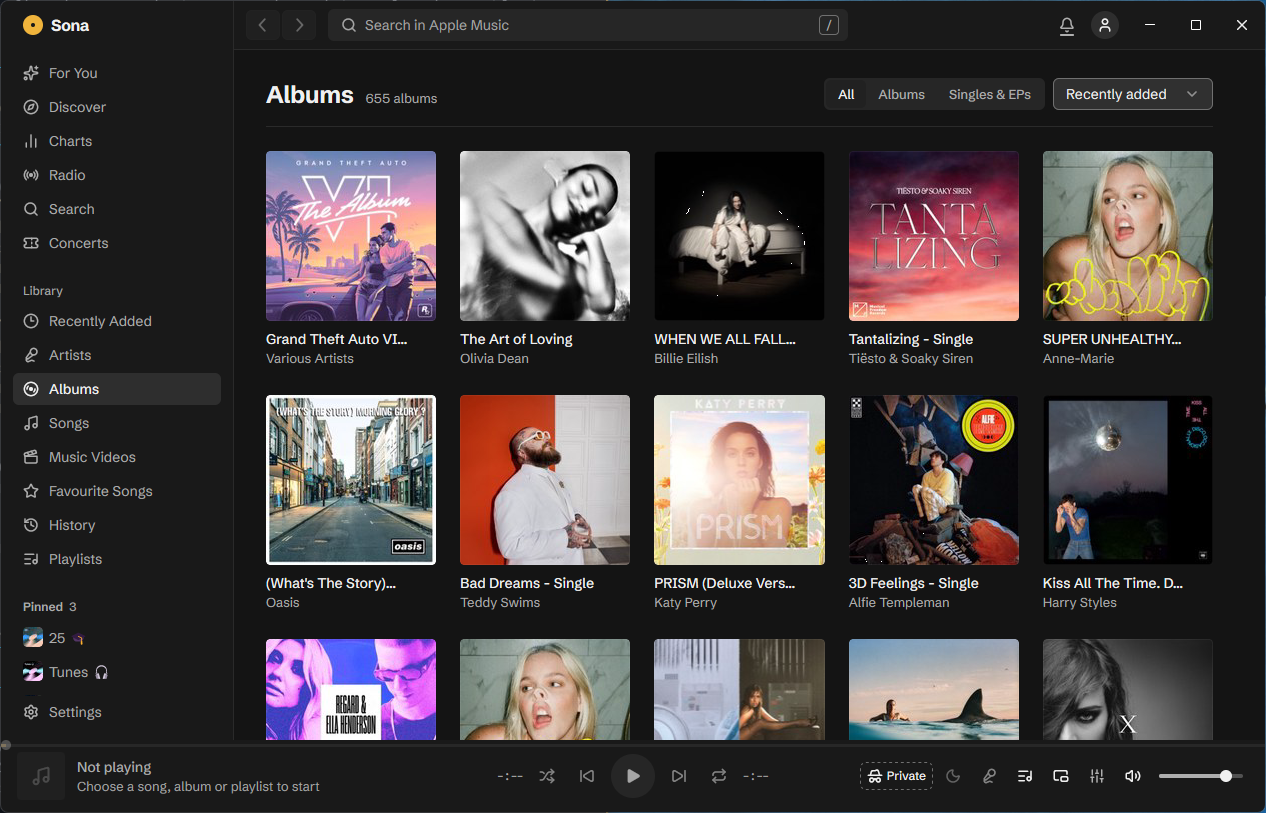 Sona
Search in Apple Music
/
For You
Discover
Charts
Radio
Search
Concerts
Library
Recently Added
Artists
Albums
Songs
Music Videos
Favourite Songs
History
Playlists
Pinned 3
25
Tunes
Settings
Albums 655 albums
All Albums Singles & EPs Recently added
GRAND THEFT AUTO
VI
The Album
Grand Theft Auto VI...
Various Artists
The Art of Loving
Olivia Dean
WHEN WE ALL FALL...
Billie Eilish
TIËSTO & SOAKY SIREN
TANTA
LIZING
Tantalizing - Single
Tiësto & Soaky Siren
SUPER UNHEALTHY...
Anne-Marie
(WHAT'S THE STORY) MORNING GLORY ?
oasis
(What's The Story)...
Oasis
Bad Dreams - Single
Teddy Swims
KATY PERRY
PRISM
PRISM (Deluxe Vers...
Katy Perry
ALFIE
3D Feelings - Single
Alfie Templeman
Kiss All The Time. D...
Harry Styles
REGARD &
ELLA HENDERSON
X
Not playing
Choose a song, album or playlist to start
-:--
-:--
Private